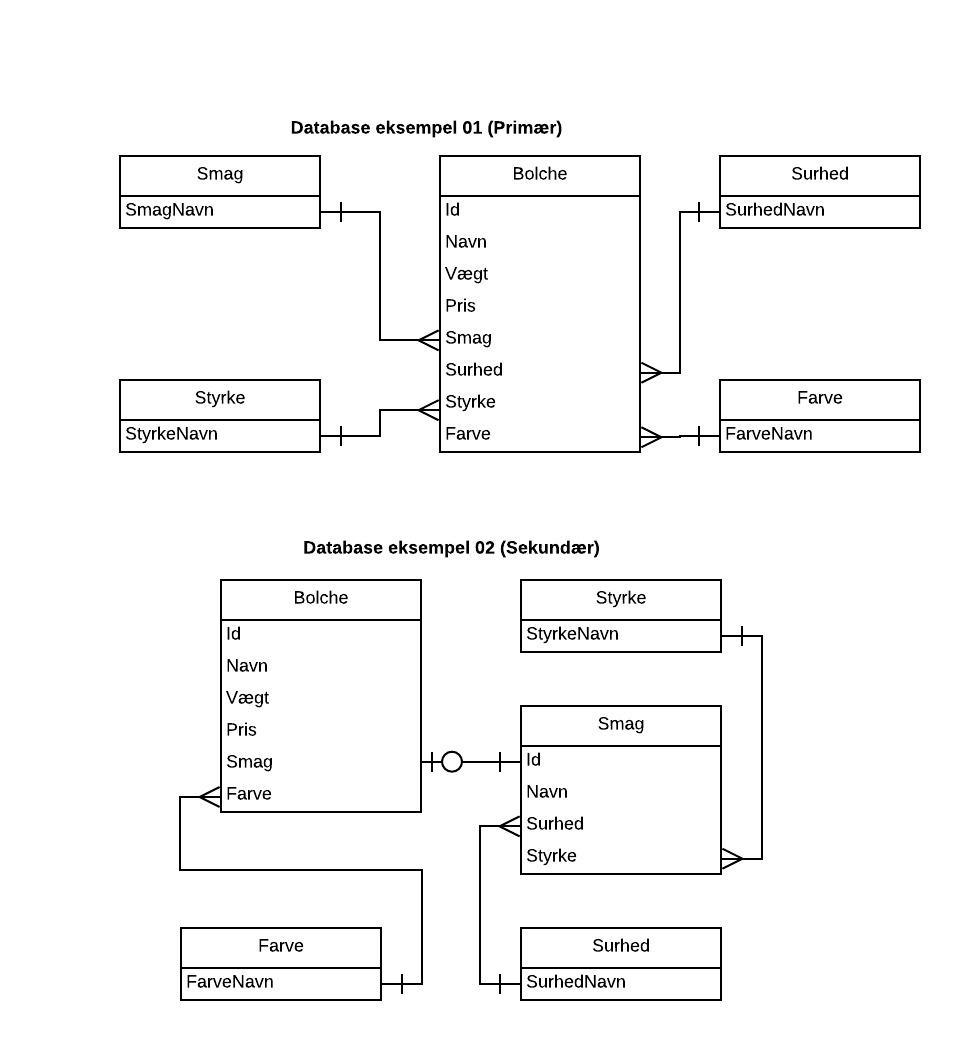 Database eksempel 01 (Primær)
Smag
SmagNavn
Styrke
StyrkeNavn
Bolche
Id
Navn
Vægt
Pris
Smag
Surhed
Styrke
Farve
Surhed
SurhedNavn
Farve
FarveNavn
Database eksempel 02 (Sekundær)
Bolche
Id
Navn
Vægt
Pris
Smag
Farve
Styrke
StyrkeNavn
Smag
Id
Navn
Surhed
Styrke
Farve
FarveNavn
Surhed
SurhedNavn